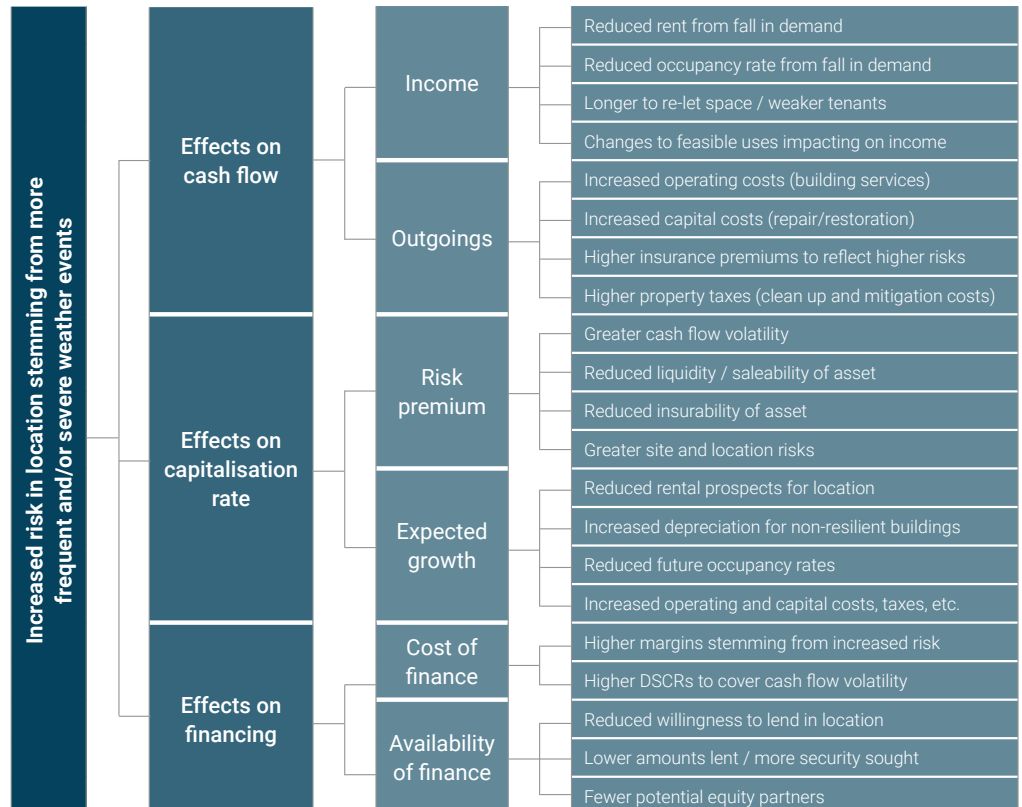 Increased risk in location stemming from more
frequent and/or severe weather events
Effects on
cash flow
Income
Reduced rent from fall in demand
Reduced occupancy rate from fall in demand
Longer to re-let space / weaker tenants
Changes to feasible uses impacting on income
Outgoings
Increased operating costs (building services)
Increased capital costs (repair/restoration)
Higher insurance premiums to reflect higher risks
Higher property taxes (clean up and mitigation costs)
Effects on
capitalisation
rate
Risk
premium
Greater cash flow volatility
Reduced liquidity / saleability of asset
Reduced insurability of asset
Greater site and location risks
Expected
growth
Reduced rental prospects for location
Increased depreciation for non-resilient buildings
Reduced future occupancy rates
Increased operating and capital costs, taxes, etc.
Effects on
financing
Cost of
finance
Higher margins stemming from increased risk
Higher DSCRs to cover cash flow volatility
Availability
of finance
Reduced willingness to lend in location
Lower amounts lent / more security sought
Fewer potential equity partners